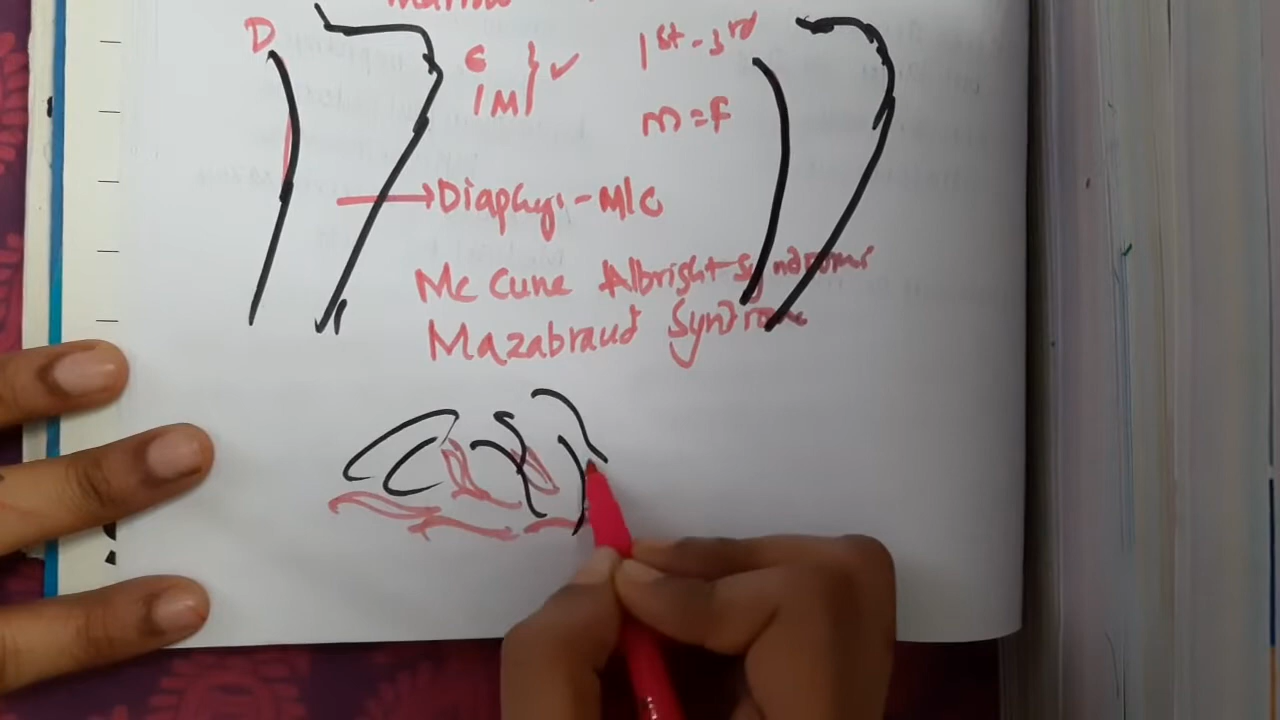 D
1st - 3rd
IM
m = F
→ Diaphy. - M/C
Mc Cune Albright Syndrome
Mazabraud Syndrome